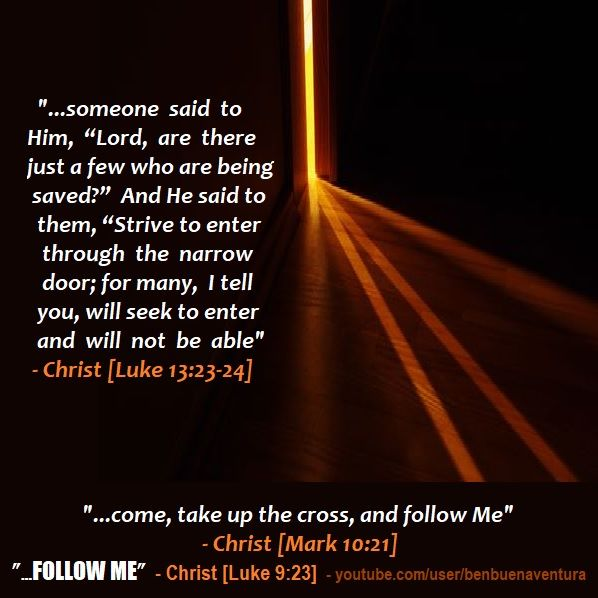 "...someone said to
Him, “Lord, are there
just a few who are being
saved?” And He said to
them, “Strive to enter
through the narrow
door; for many, I tell
you, will seek to enter
and will not be able"
- Christ [Luke 13:23-24]
"...come, take up the cross, and follow Me"
- Christ [Mark 10:21]
"...FOLLOW ME" - Christ [Luke 9:23] - youtube.com/user/benbuenaventura